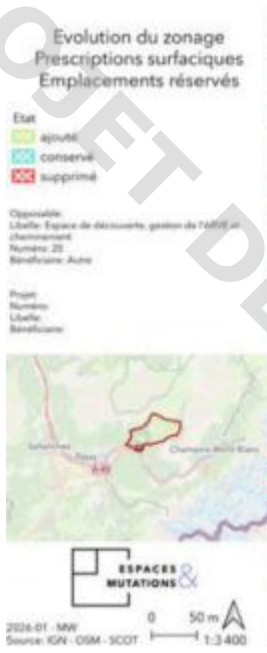 Evolution du zonage
Prescriptions surfaciques
Emplacements réservés
Etat
ajouté
conservé
supprimé
Opposable:
Libelle: Espace de découverte, gestion de l'ARVE et
cheminement
Numéro: 20
Bénéficiaire: Autre
Projet:
Numéro:
Libelle:
Bénéficiaire:
Sallanches
Passy
Chamonix-Mont-Blanc
ESPACES
& MUTATIONS
2026-01 - MW
Source: IGN - OSM - SCOT
0 50 m
1:3 400